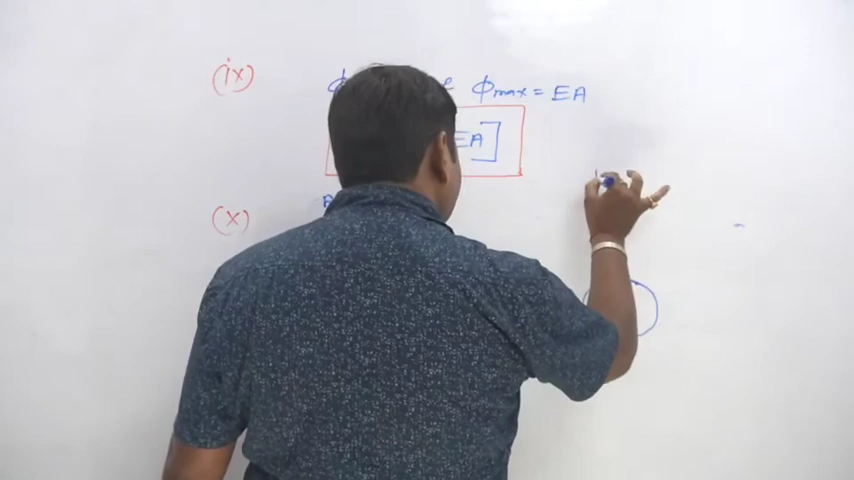 (ix) ϕmax = EA
EA]
(x)